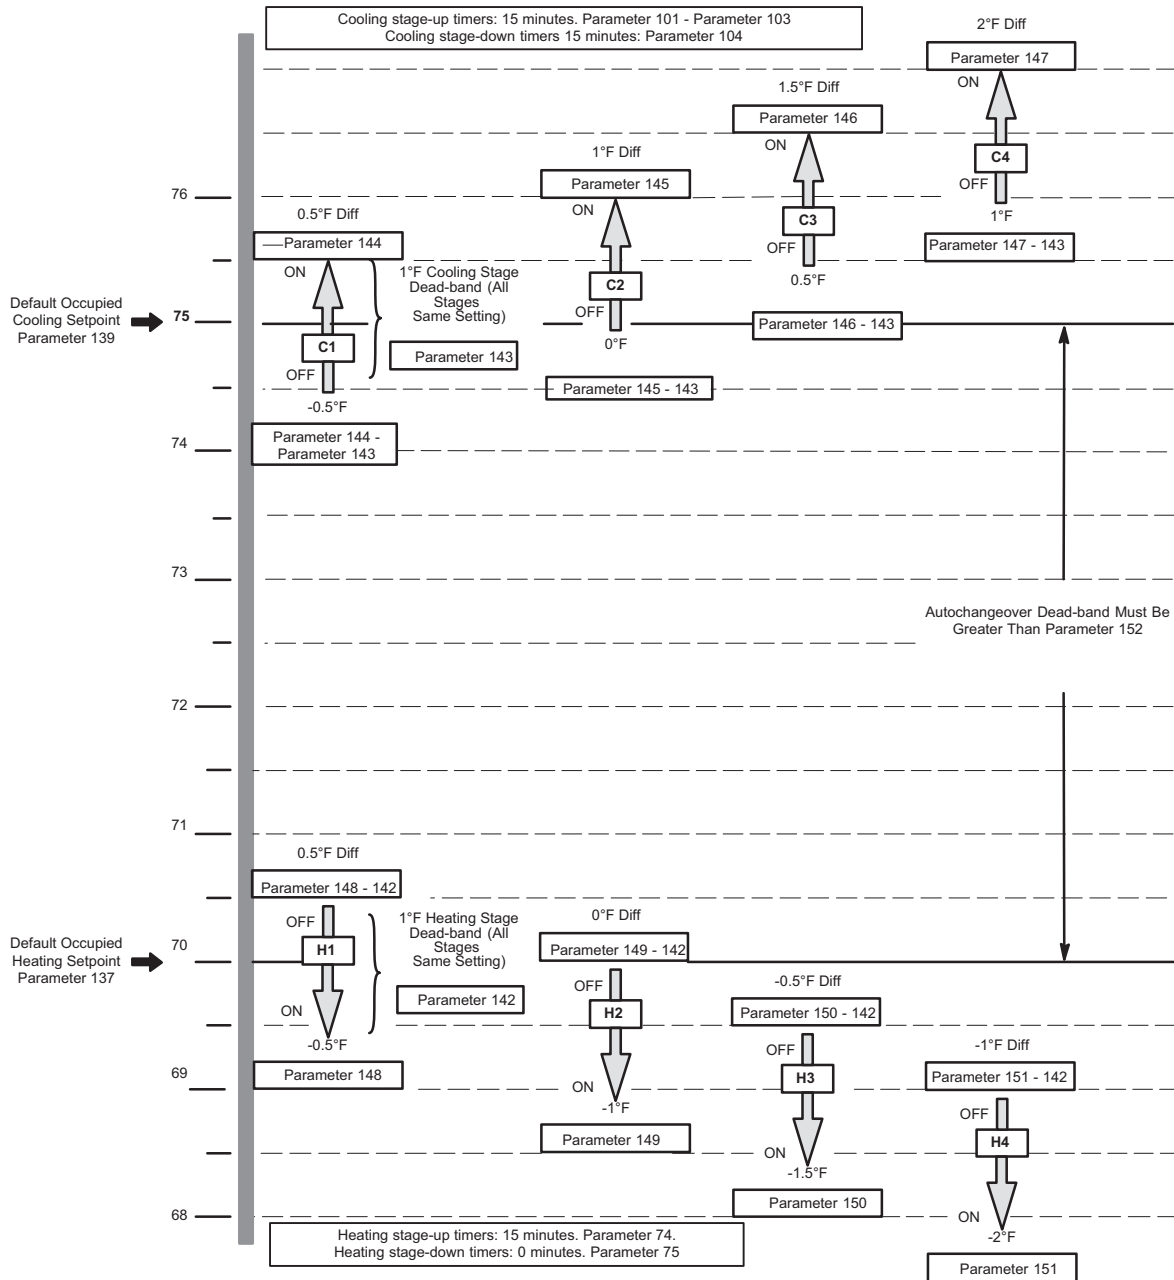 Cooling stage-up timers: 15 minutes. Parameter 101 - Parameter 103
Cooling stage-down timers 15 minutes: Parameter 104
2°F Diff
Parameter 147
ON
C4
OFF
1°F
Parameter 147 - 143
1.5°F Diff
Parameter 146
ON
C3
OFF
0.5°F
Parameter 146 - 143
1°F Diff
Parameter 145
ON
C2
OFF
0°F
Parameter 145 - 143
76
0.5°F Diff
Parameter 144
ON
C1
OFF
-0.5°F
Parameter 144 -
Parameter 143
1°F Cooling Stage
Dead-band (All
Stages
Same Setting)
Parameter 143
Default Occupied
Cooling Setpoint
Parameter 139
75
74
73
Autochangeover Dead-band Must Be
Greater Than Parameter 152
72
71
0.5°F Diff
Parameter 148 - 142
OFF
H1
ON
-0.5°F
Parameter 148
1°F Heating Stage
Dead-band (All
Stages
Same Setting)
Parameter 142
Default Occupied
Heating Setpoint
Parameter 137
70
0°F Diff
Parameter 149 - 142
OFF
H2
ON
-1°F
Parameter 149
-0.5°F Diff
Parameter 150 - 142
OFF
H3
ON
-1.5°F
Parameter 150
-1°F Diff
Parameter 151 - 142
OFF
H4
ON
-2°F
Parameter 151
69
68
Heating stage-up timers: 15 minutes. Parameter 74.
Heating stage-down timers: 0 minutes. Parameter 75